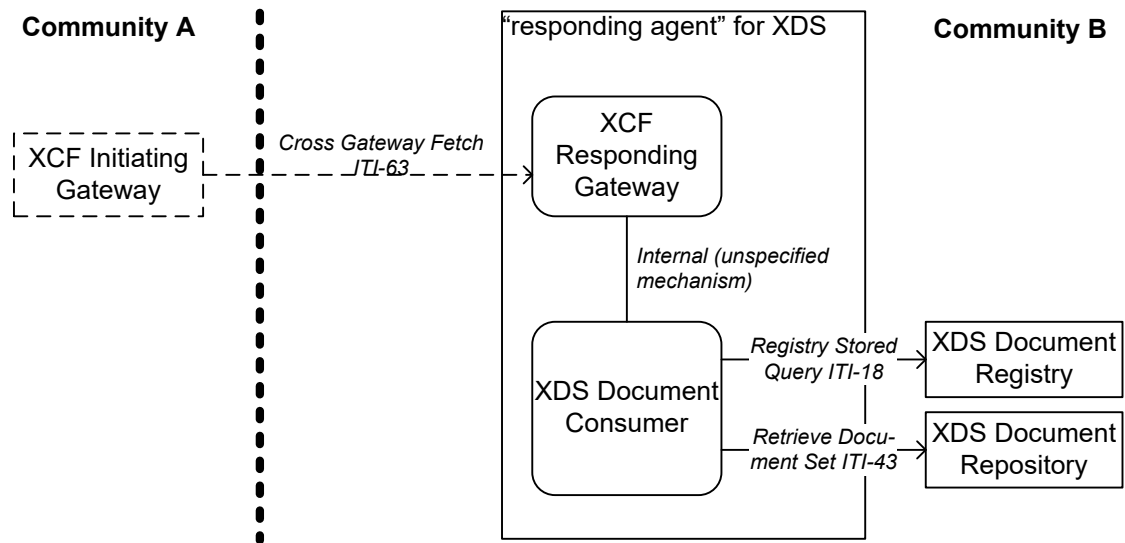 Community A
"responding agent" for XDS
Community B
XCF Initiating
Gateway
Cross Gateway Fetch
ITI-63
XCF
Responding
Gateway
Internal (unspecified
mechanism)
XDS Document
Consumer
Registry Stored
Query ITI-18
XDS Document
Registry
Retrieve Docu-
ment Set ITI-43
XDS Document
Repository